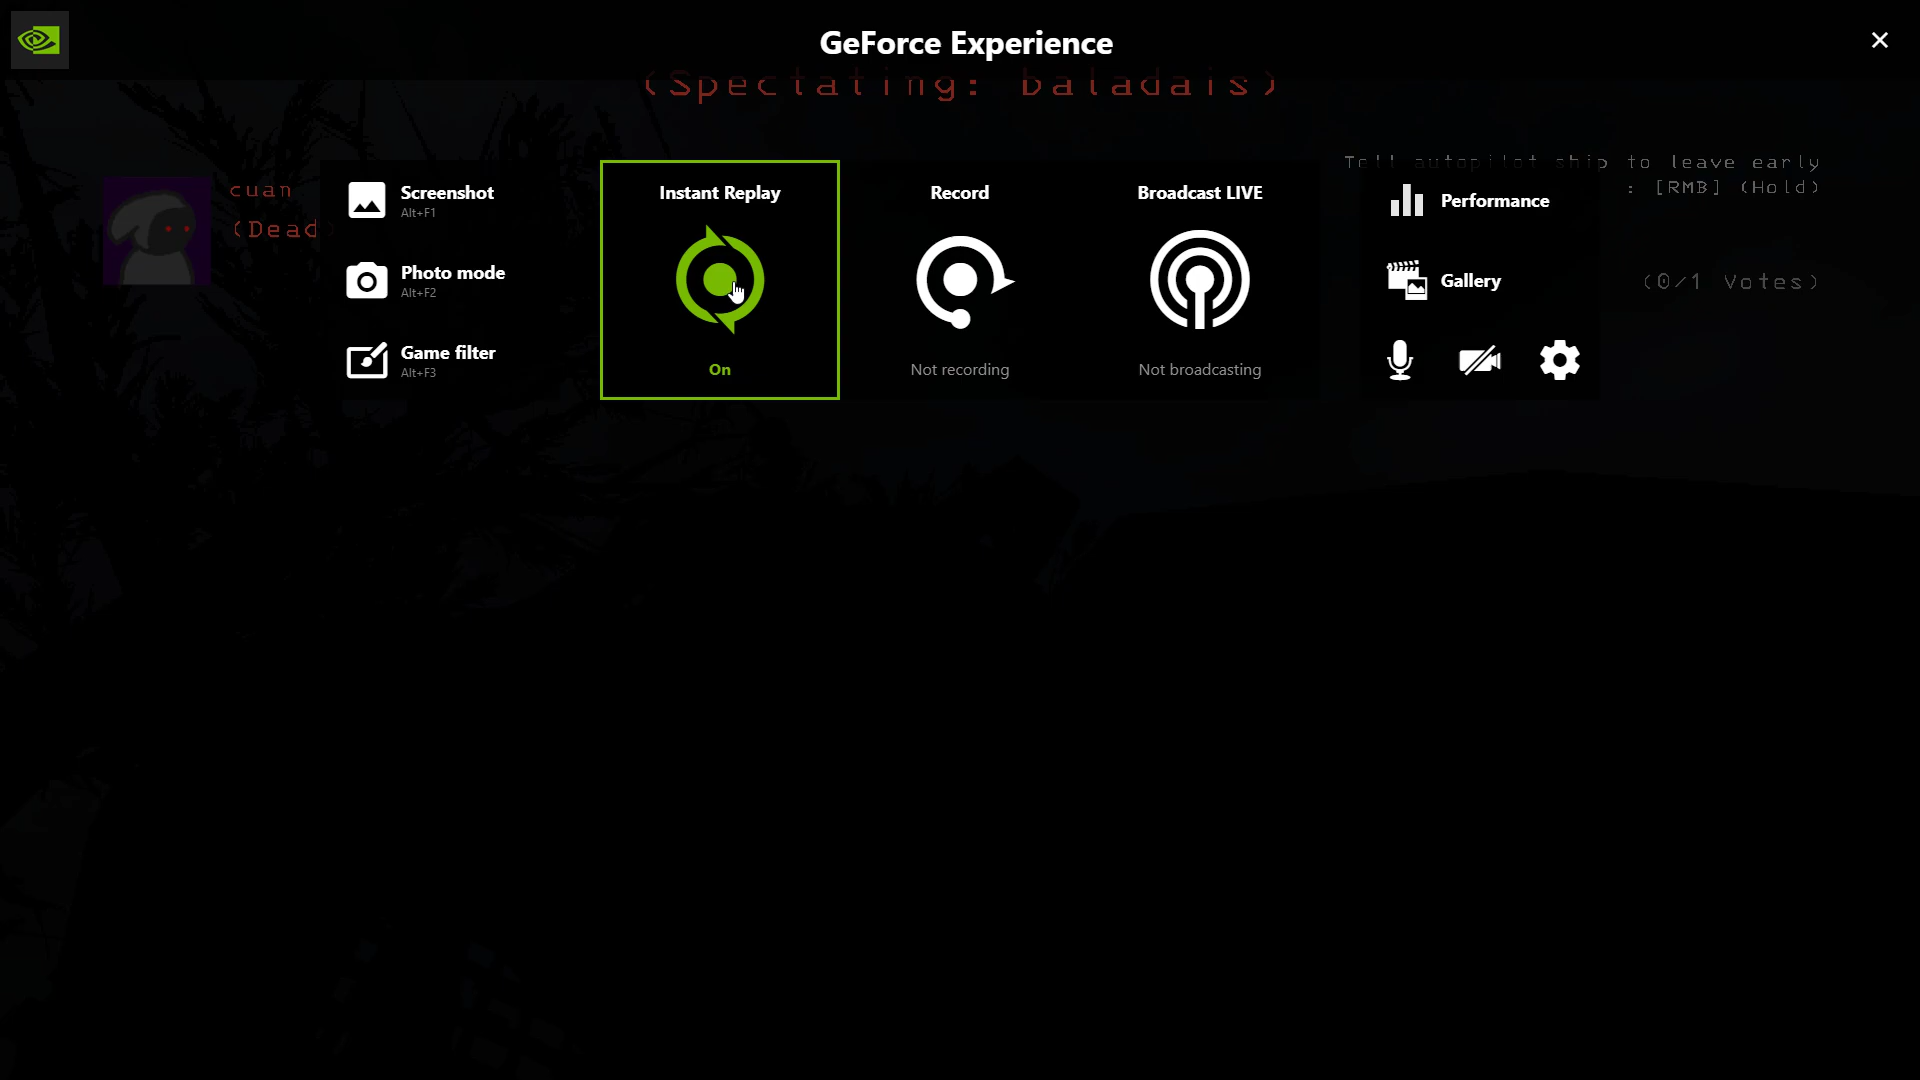 GeForce Experience
(Spectating: baladais)
cuan
(Dead
Screenshot
Alt+F1
Photo mode
Alt+F2
Game filter
Alt+F3
Instant Replay
On
Record
Not recording
Broadcast LIVE
Not broadcasting
Tell autopilot ship to leave early
: [RMB] (Hold)
Performance
Gallery
(0/1 Votes)